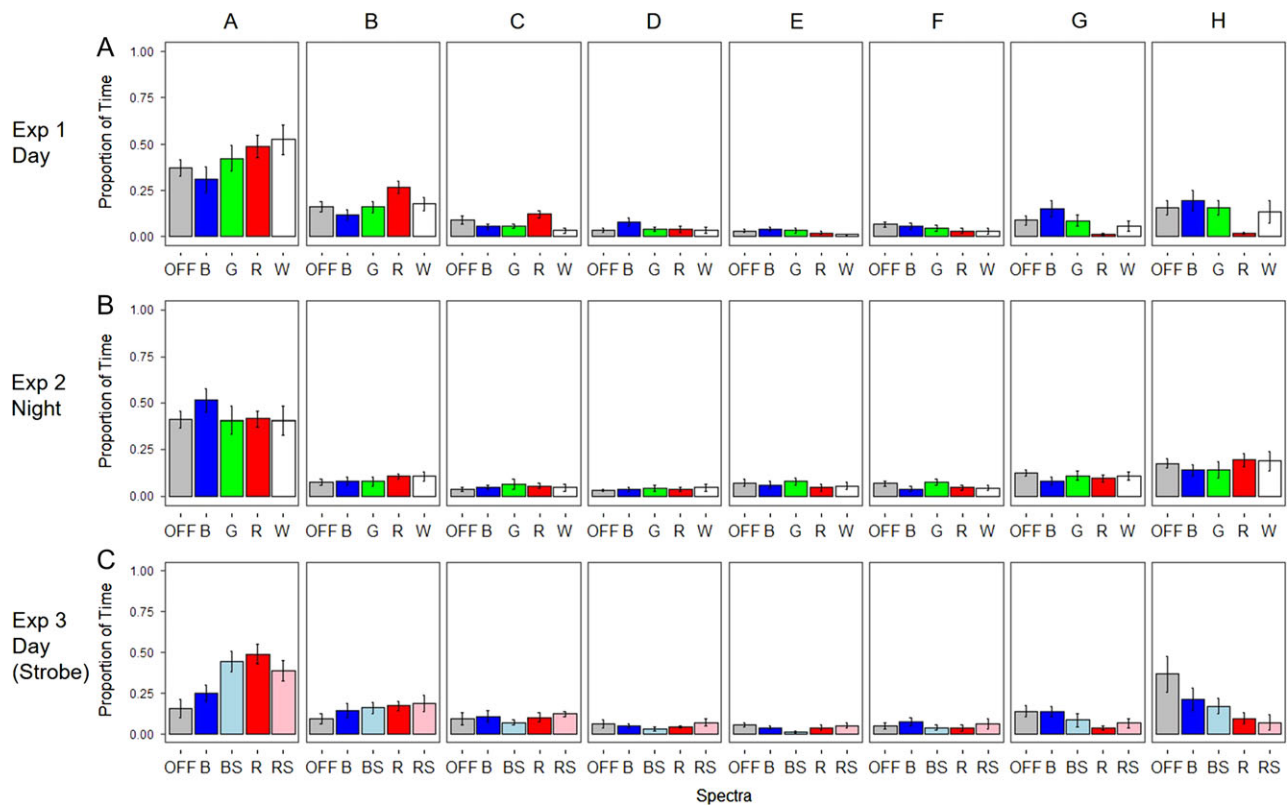 A B C D E F G H
A
Exp 1
Day
Proportion of Time
1.00
0.75
0.50
0.25
0.00
OFF B G R W OFF B G R W OFF B G R W OFF B G R W OFF B G R W OFF B G R W OFF B G R W OFF B G R W
B
Exp 2
Night
Proportion of Time
1.00
0.75
0.50
0.25
0.00
OFF B G R W OFF B G R W OFF B G R W OFF B G R W OFF B G R W OFF B G R W OFF B G R W OFF B G R W
C
Exp 3
Day
(Strobe)
Proportion of Time
1.00
0.75
0.50
0.25
0.00
OFF B BS R RS OFF B BS R RS OFF B BS R RS OFF B BS R RS OFF B BS R RS OFF B BS R RS OFF B BS R RS OFF B BS R RS
Spectra